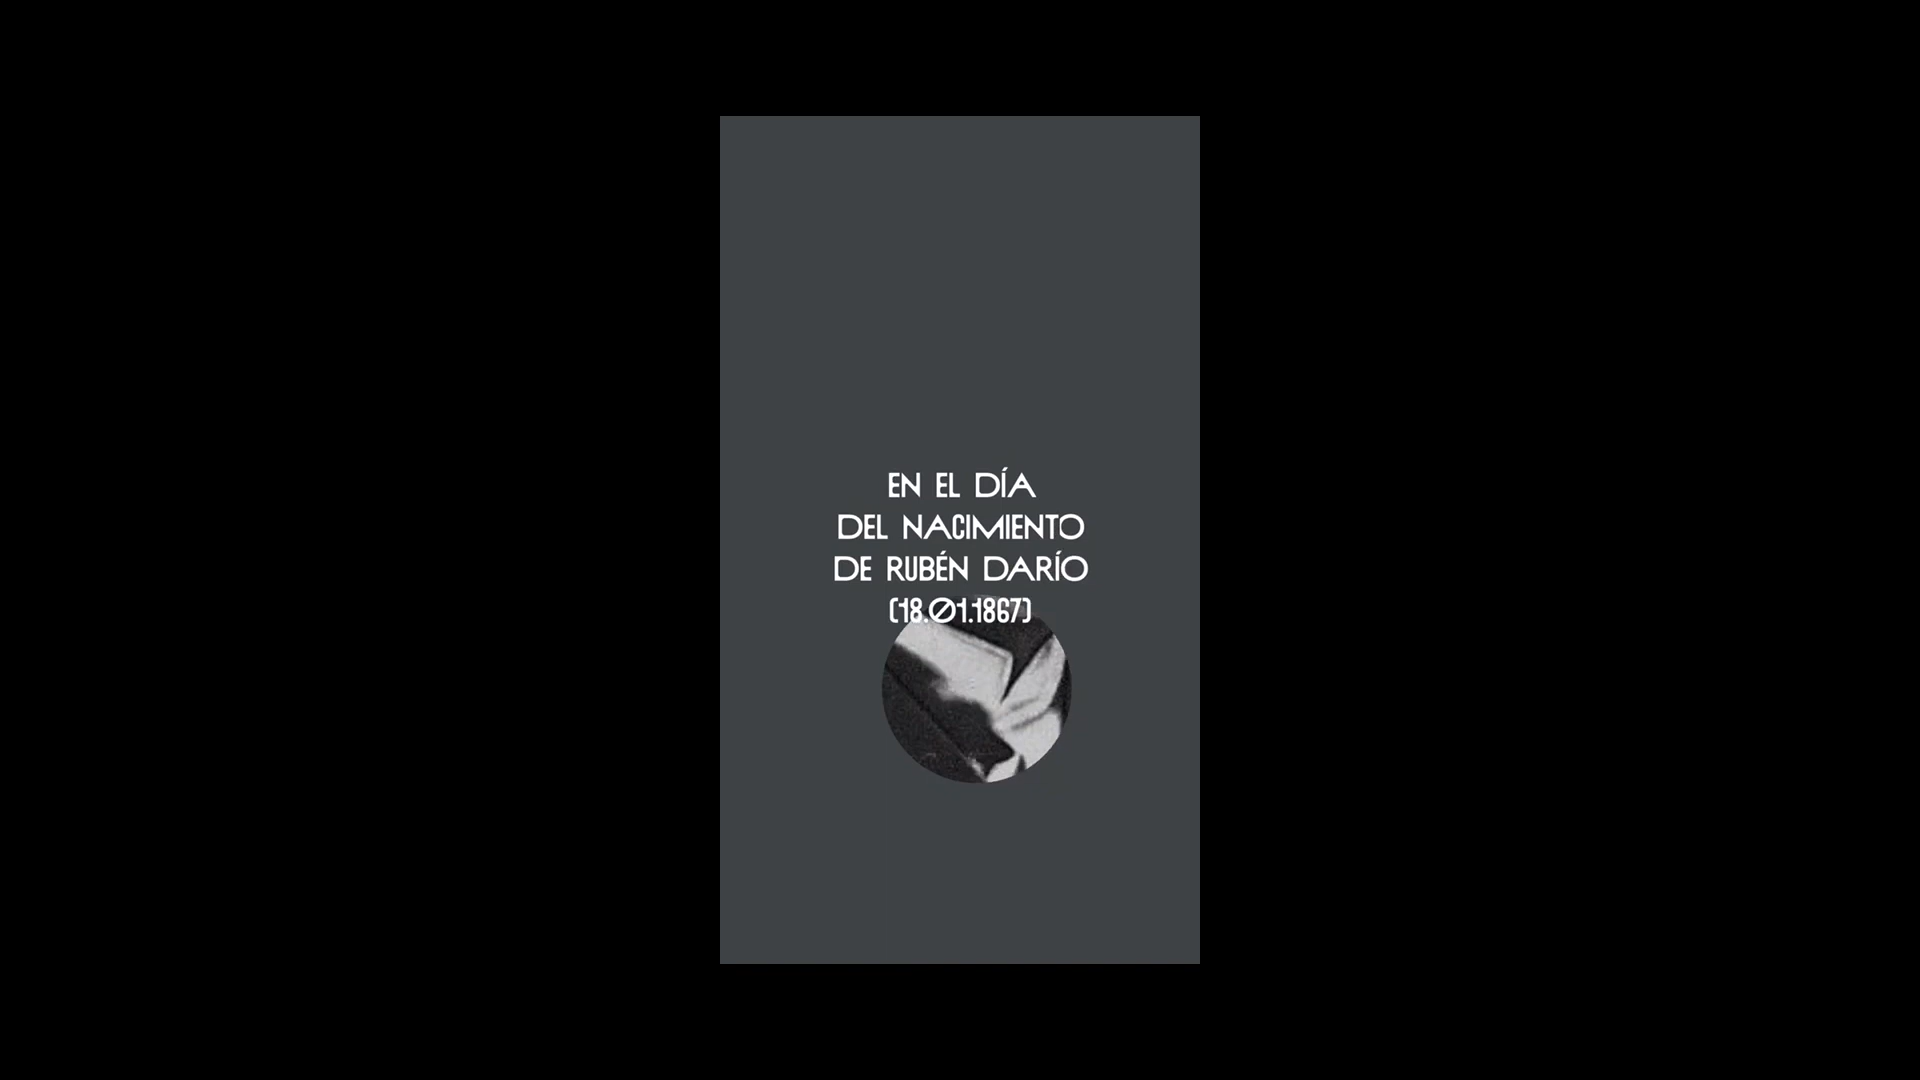 EN EL DÍA
DEL NACIMIENTO
DE RUBÉN DARÍO
(18.01.1867)